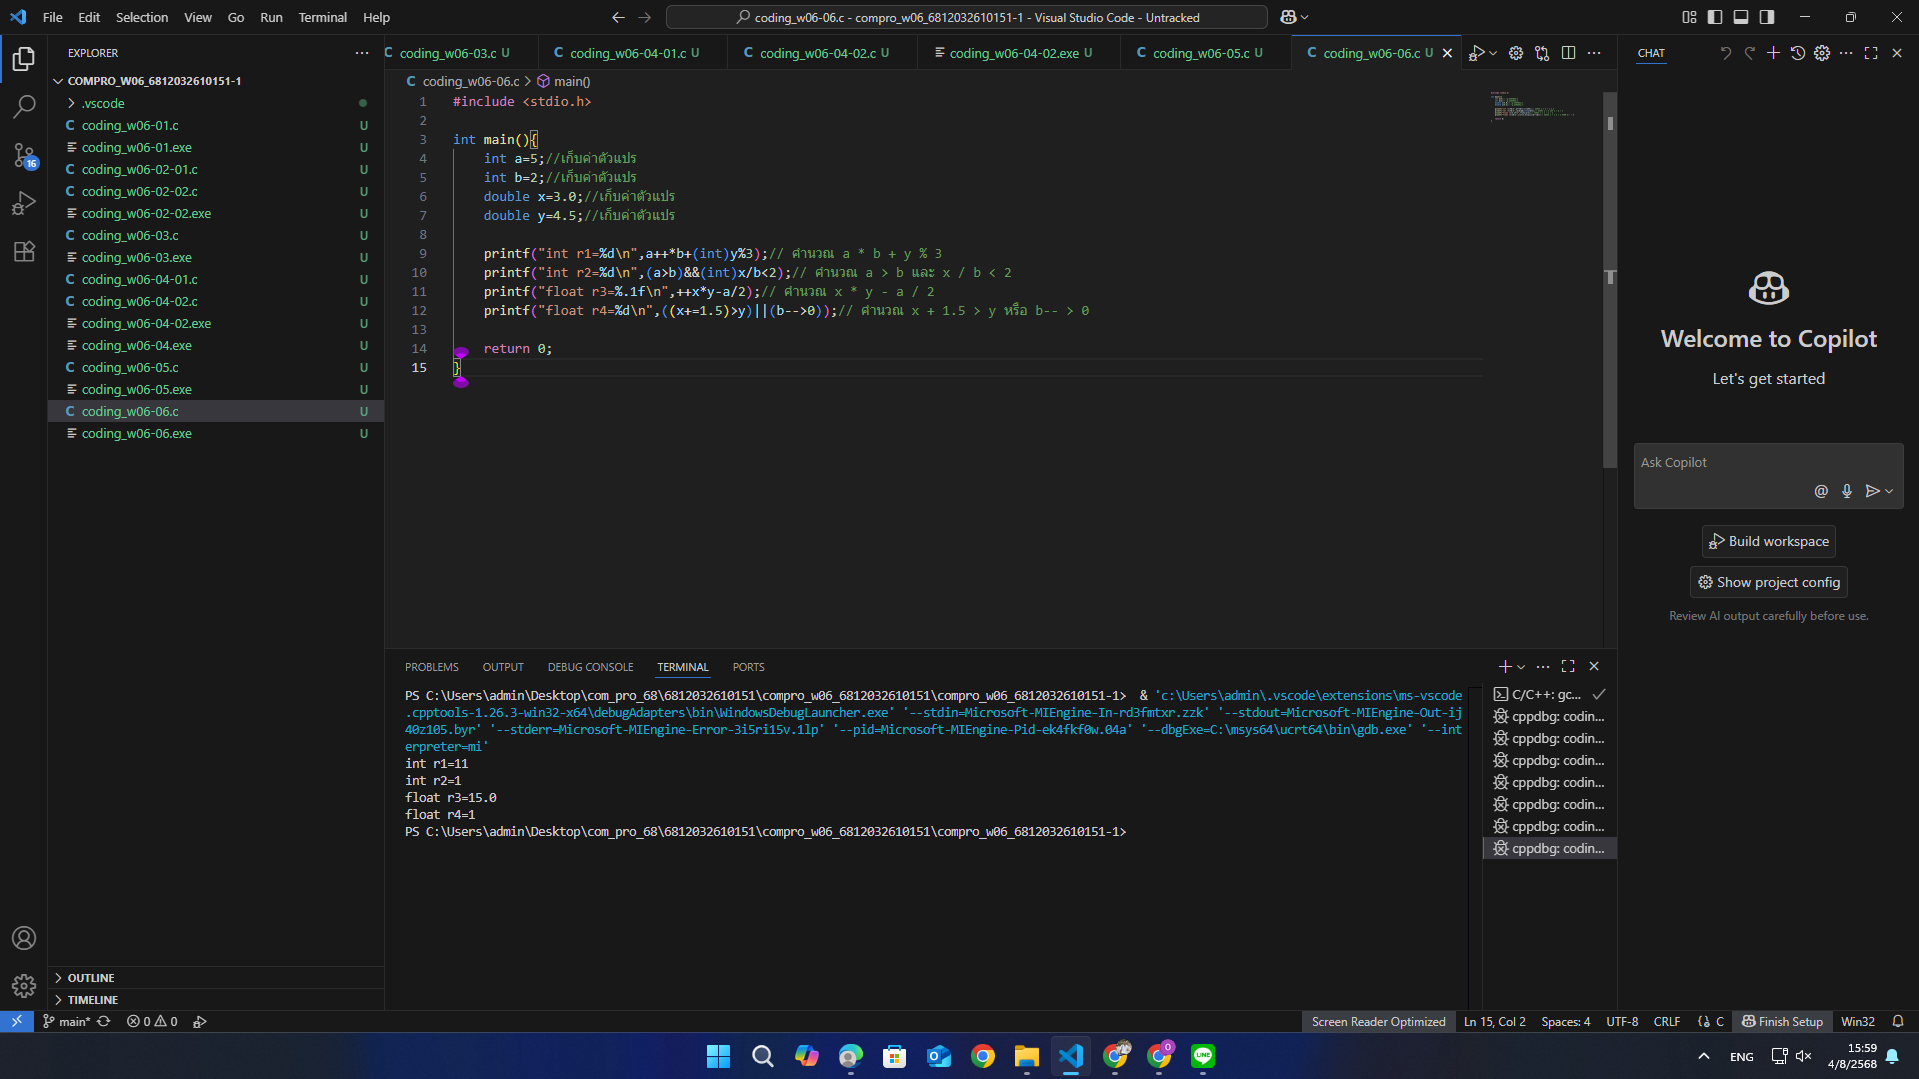 File Edit Selection View Go Run Terminal Help
coding_w06-06.c - compro_w06_6812032610151-1 - Visual Studio Code - Untracked
EXPLORER
COMPRO_W06_6812032610151-1
.vscode
coding_w06-01.c U
coding_w06-01.exe U
coding_w06-02-01.c U
coding_w06-02-02.c U
coding_w06-02-02.exe U
coding_w06-03.c U
coding_w06-03.exe U
coding_w06-04-01.c U
coding_w06-04-02.c U
coding_w06-04-02.exe U
coding_w06-04.exe U
coding_w06-05.c U
coding_w06-05.exe U
coding_w06-06.c U
coding_w06-06.exe U
OUTLINE
TIMELINE
16
coding_w06-03.c U coding_w06-04-01.c U coding_w06-04-02.c U coding_w06-04-02.exe U coding_w06-05.c U coding_w06-06.c U
coding_w06-06.c > main()
1 #include <stdio.h>
2
3 int main(){
4 int a=5;//เก็บค่าตัวแปร
5 int b=2;//เก็บค่าตัวแปร
6 double x=3.0;//เก็บค่าตัวแปร
7 double y=4.5;//เก็บค่าตัวแปร
8
9 printf("int r1=%d\n",a++*b+(int)y%3);// คำนวณ a * b + y % 3
10 printf("int r2=%d\n",(a>b)&&(int)x/b<2);// คำนวณ a > b และ x / b < 2
11 printf("float r3=%.1f\n",++x*y-a/2);// คำนวณ x * y - a / 2
12 printf("float r4=%d\n",((x+=1.5)>y)||(b-->0));// คำนวณ x + 1.5 > y หรือ b-- > 0
13
14 return 0;
15 }
PROBLEMS OUTPUT DEBUG CONSOLE TERMINAL PORTS
PS C:\Users\admin\Desktop\com_pro_68\6812032610151\compro_w06_6812032610151\compro_w06_6812032610151-1> & 'c:\Users\admin\.vscode\extensions\ms-vscode
.cpptools-1.26.3-win32-x64\debugAdapters\bin\WindowsDebugLauncher.exe' '--stdin=Microsoft-MIEngine-In-rd3fmtxr.zzk' '--stdout=Microsoft-MIEngine-Out-ij
40z105.byr' '--stderr=Microsoft-MIEngine-Error-3i5ri15v.1lp' '--pid=Microsoft-MIEngine-Pid-ek4fkf0w.04a' '--dbgExe=C:\msys64\ucrt64\bin\gdb.exe' '--int
erpreter=mi'
int r1=11
int r2=1
float r3=15.0
float r4=1
PS C:\Users\admin\Desktop\com_pro_68\6812032610151\compro_w06_6812032610151\compro_w06_6812032610151-1>
C/C++: gc...
cppdbg: codin...
cppdbg: codin...
cppdbg: codin...
cppdbg: codin...
cppdbg: codin...
cppdbg: codin...
cppdbg: codin...
CHAT
Welcome to Copilot
Let's get started
Ask Copilot
Build workspace
Show project config
Review AI output carefully before use.
main* 0 0
Screen Reader Optimized Ln 15, Col 2 Spaces: 4 UTF-8 CRLF C Finish Setup Win32
ENG
15:59
4/8/2568